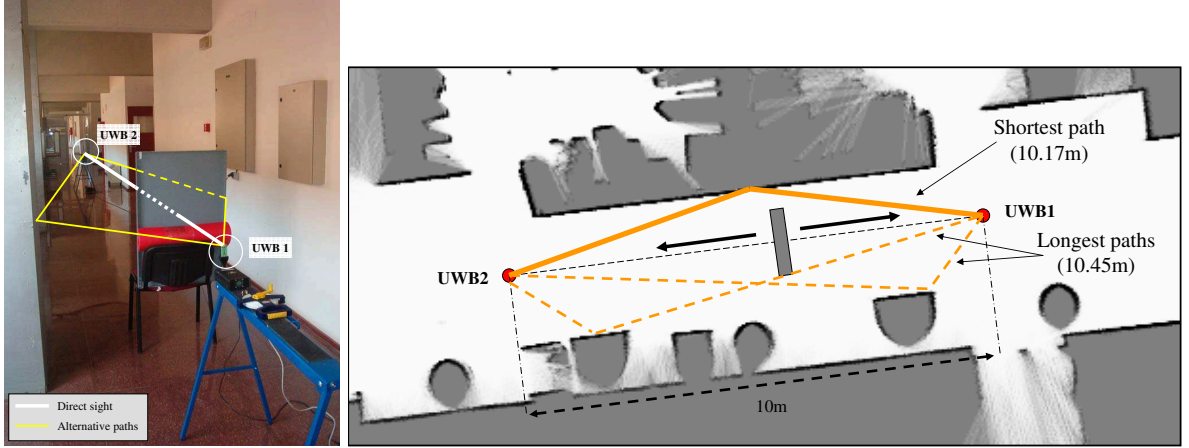 UWB 2
UWB 1
Direct sight
Alternative paths
Shortest path
(10.17m)
UWB1
Longest paths
(10.45m)
UWB2
10m